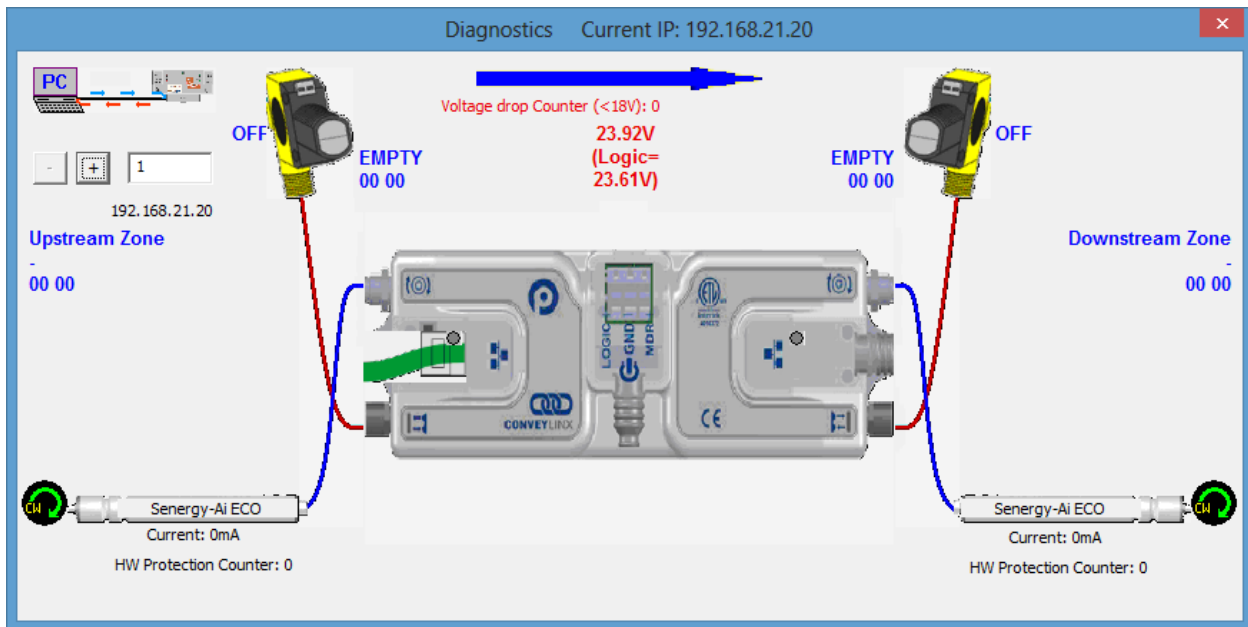 Diagnostics Current IP: 192.168.21.20
PC
Voltage drop Counter (<18V): 0
OFF
23.92V
(Logic=
23.61V)
OFF
EMPTY
00 00
EMPTY
00 00
- + 1
192.168.21.20
Upstream Zone
-
00 00
Downstream Zone
-
00 00
LOGIC
GND
MDR
CONVEYLINX
CE
CW
Senergy-Ai ECO
Current: 0mA
HW Protection Counter: 0
Senergy-Ai ECO
CW
Current: 0mA
HW Protection Counter: 0